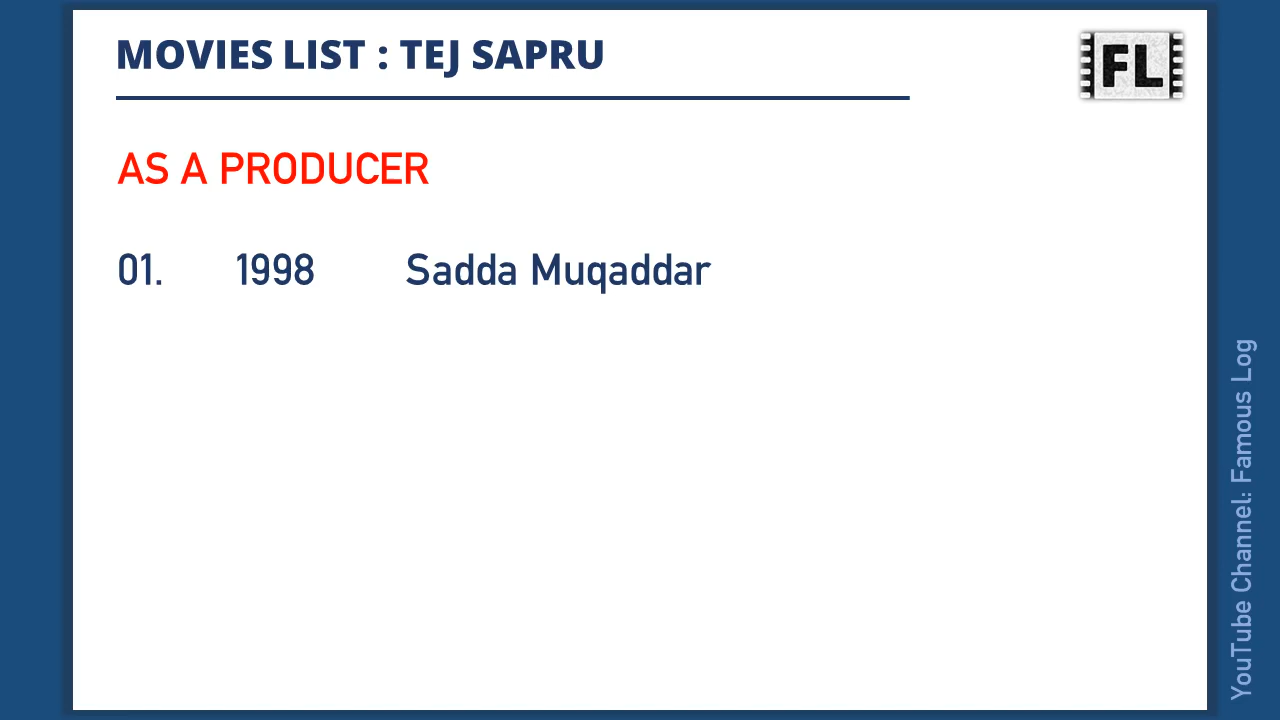 MOVIES LIST : TEJ SAPRU
FL
AS A PRODUCER
01. 1998 Sadda Muqaddar
YouTube Channel: Famous Log